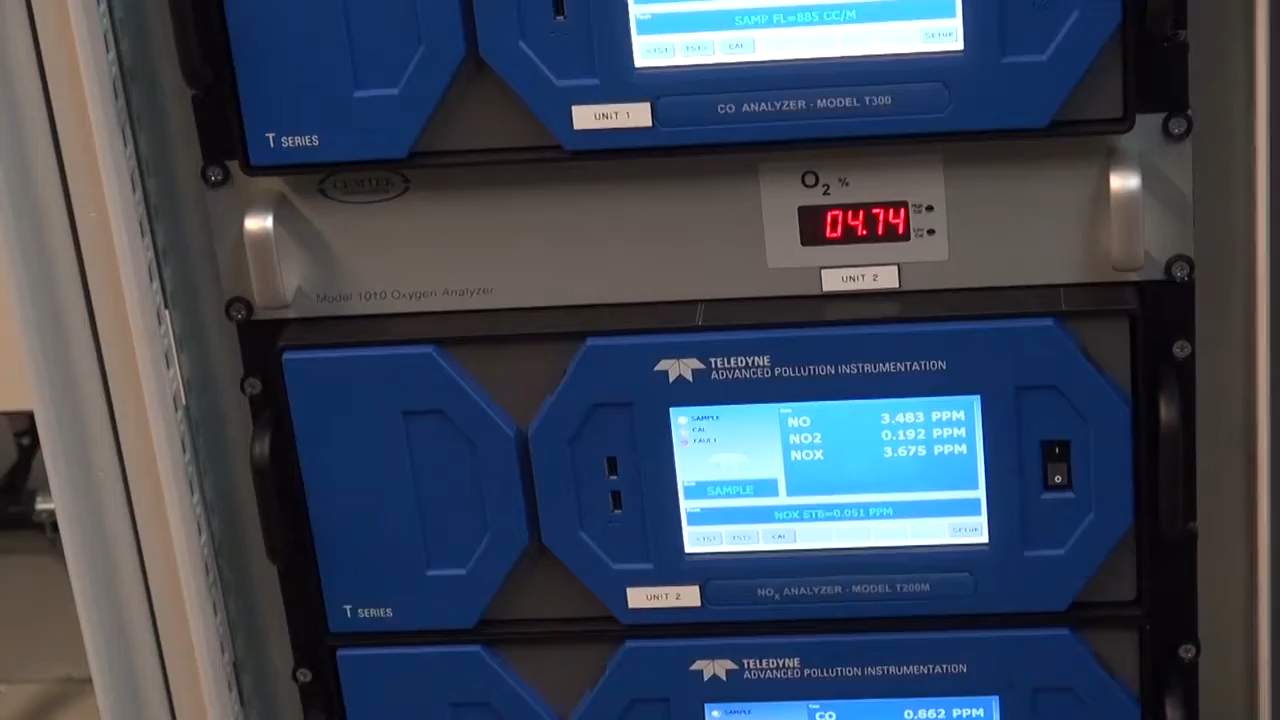 SAMP FL=885 CC/M
<TST TST> CAL SETUP
UNIT 1
CO ANALYZER - MODEL T300
T SERIES
CEMTEK
O2 %
04.74
UNIT 2
Model 1010 Oxygen Analyzer
TELEDYNE
ADVANCED POLLUTION INSTRUMENTATION
SAMPLE
CAL
FAULT
NO 3.483 PPM
NO2 0.192 PPM
NOX 3.675 PPM
SAMPLE
NOX STB=0.051 PPM
<TST TST> CAL SETUP
UNIT 2
NOX ANALYZER - MODEL T200M
T SERIES
TELEDYNE
ADVANCED POLLUTION INSTRUMENTATION
SAMPLE
CO 0.862 PPM